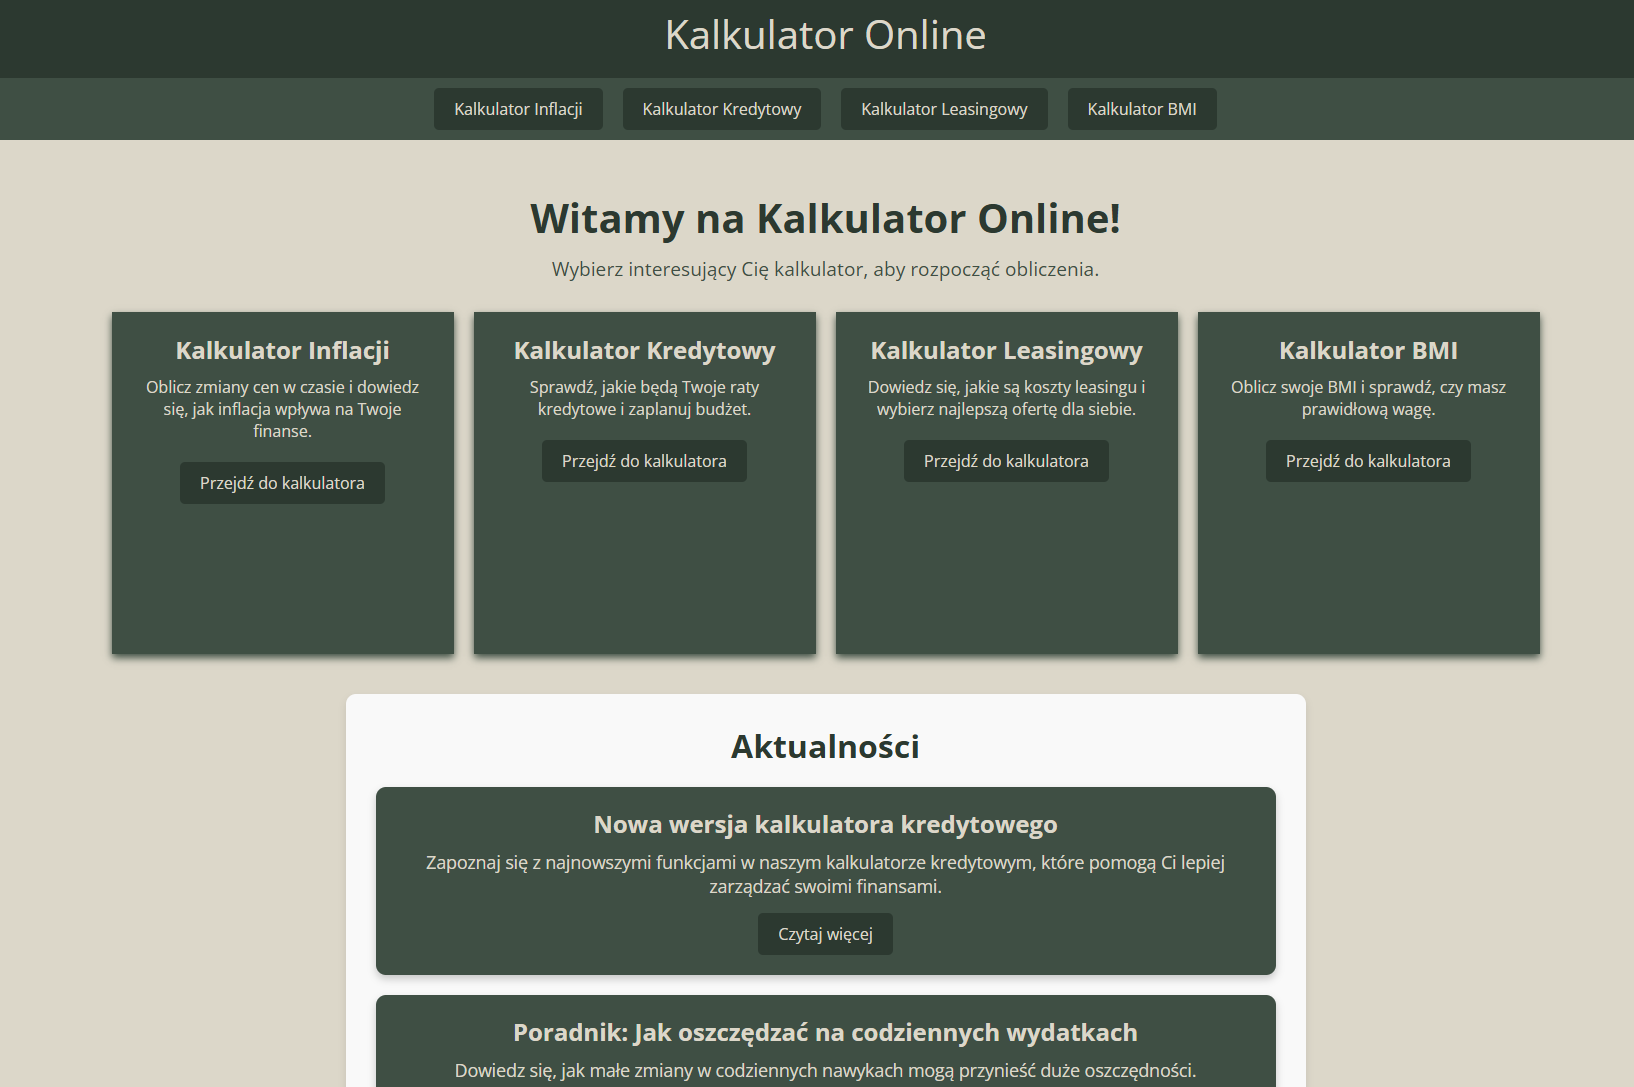 Kalkulator Online
Kalkulator Inflacji
Kalkulator Kredytowy
Kalkulator Leasingowy
Kalkulator BMI
Witamy na Kalkulator Online!
Wybierz interesujący Cię kalkulator, aby rozpocząć obliczenia.
Kalkulator Inflacji
Oblicz zmiany cen w czasie i dowiedz
się, jak inflacja wpływa na Twoje
finanse.
Przejdź do kalkulatora
Kalkulator Kredytowy
Sprawdź, jakie będą Twoje raty
kredytowe i zaplanuj budżet.
Przejdź do kalkulatora
Kalkulator Leasingowy
Dowiedz się, jakie są koszty leasingu i
wybierz najlepszą ofertę dla siebie.
Przejdź do kalkulatora
Kalkulator BMI
Oblicz swoje BMI i sprawdź, czy masz
prawidłową wagę.
Przejdź do kalkulatora
Aktualności
Nowa wersja kalkulatora kredytowego
Zapoznaj się z najnowszymi funkcjami w naszym kalkulatorze kredytowym, które pomogą Ci lepiej
zarządzać swoimi finansami.
Czytaj więcej
Poradnik: Jak oszczędzać na codziennych wydatkach
Dowiedz się, jak małe zmiany w codziennych nawykach mogą przynieść duże oszczędności.